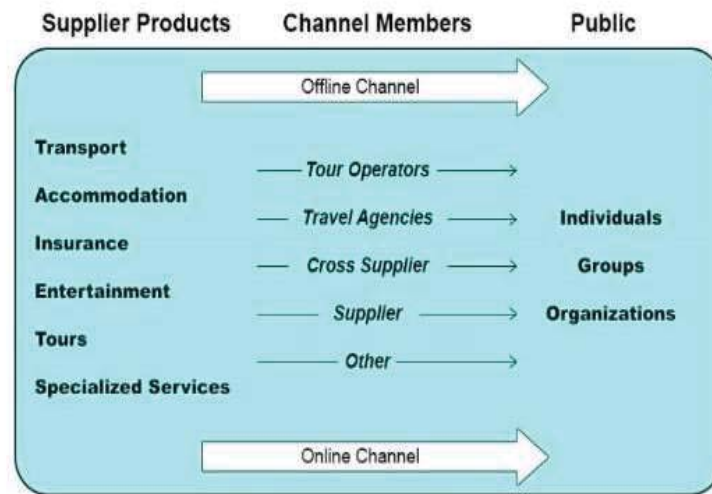 Supplier Products
Channel Members
Public
Offline Channel
Transport
Accommodation
Insurance
Entertainment
Tours
Specialized Services
Tour Operators
Travel Agencies
Cross Supplier
Supplier
Other
Individuals
Groups
Organizations
Online Channel